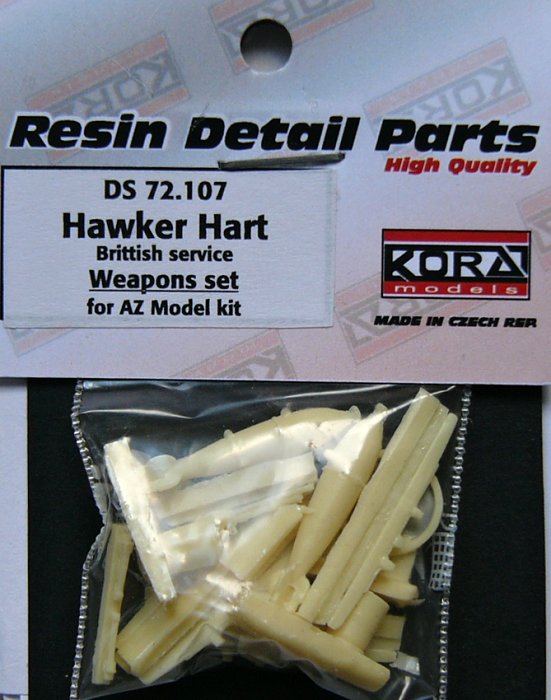 Resin Detail Parts
High Quality
DS 72.107
Hawker Hart
Brittish service
Weapons set
for AZ Model kit
KORA
models
MADE IN CZECH REP.